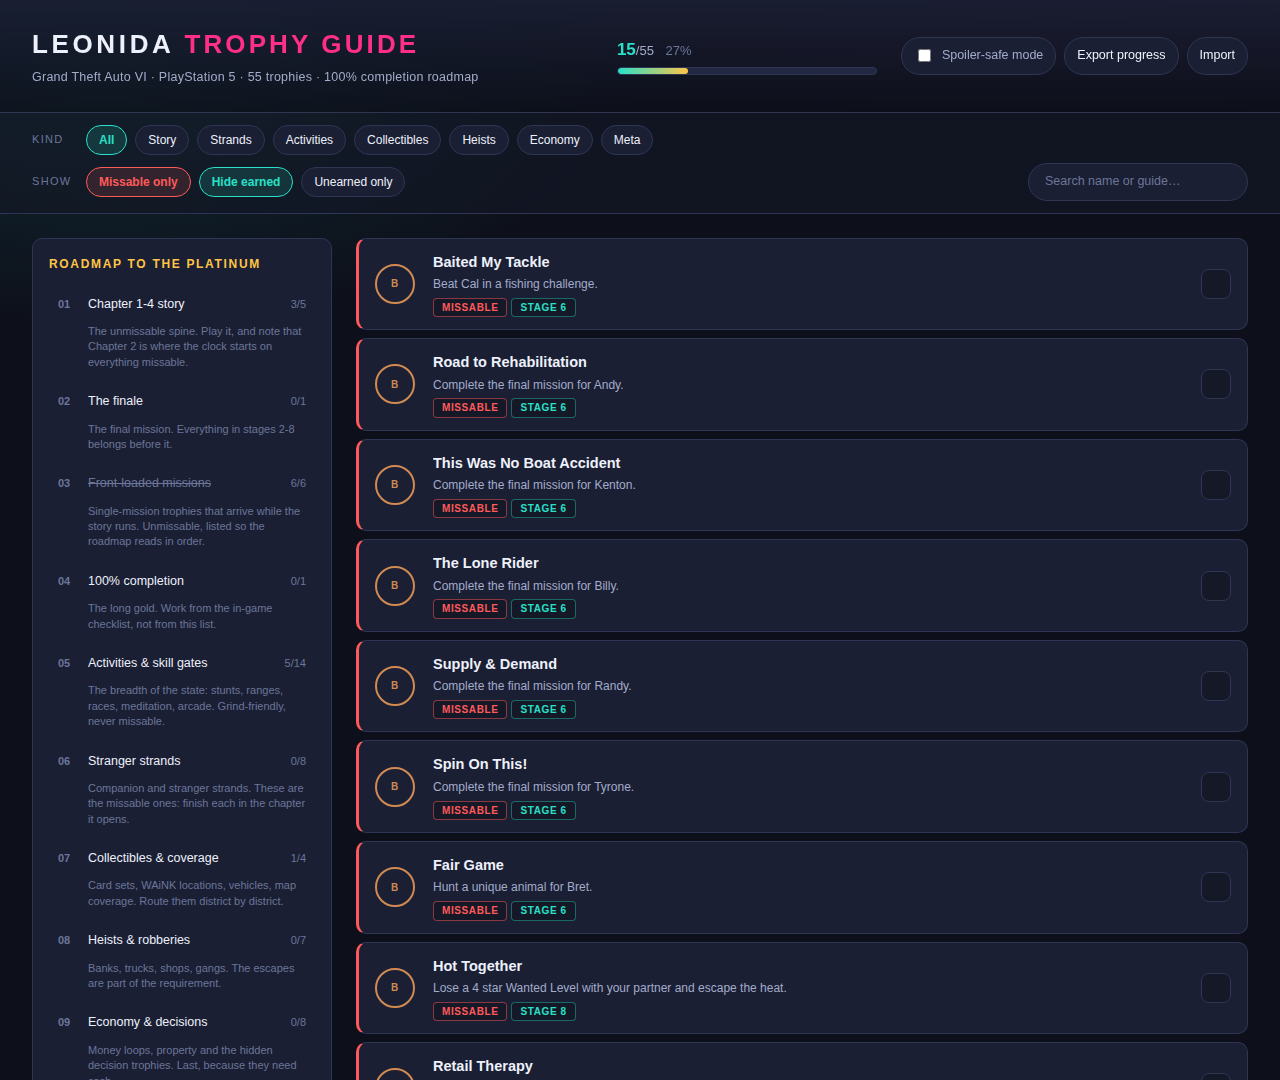 LEONIDA TROPHY GUIDE
Grand Theft Auto VI · PlayStation 5 · 55 trophies · 100% completion roadmap
15/55 27%
Spoiler-safe mode
Export progress
Import
KIND All Story Strands Activities Collectibles Heists Economy Meta
SHOW Missable only Hide earned Unearned only
Search name or guide…
ROADMAP TO THE PLATINUM
01 Chapter 1-4 story 3/5
The unmissable spine. Play it, and note that
Chapter 2 is where the clock starts on
everything missable.
02 The finale 0/1
The final mission. Everything in stages 2-8
belongs before it.
03 Front-loaded missions 6/6
Single-mission trophies that arrive while the
story runs. Unmissable, listed so the
roadmap reads in order.
04 100% completion 0/1
The long gold. Work from the in-game
checklist, not from this list.
05 Activities & skill gates 5/14
The breadth of the state: stunts, ranges,
races, meditation, arcade. Grind-friendly,
never missable.
06 Stranger strands 0/8
Companion and stranger strands. These are
the missable ones: finish each in the chapter
it opens.
07 Collectibles & coverage 1/4
Card sets, WAiNK locations, vehicles, map
coverage. Route them district by district.
08 Heists & robberies 0/7
Banks, trucks, shops, gangs. The escapes
are part of the requirement.
09 Economy & decisions 0/8
Money loops, property and the hidden
decision trophies. Last, because they need
B
Baited My Tackle
Beat Cal in a fishing challenge.
MISSABLE STAGE 6
B
Road to Rehabilitation
Complete the final mission for Andy.
MISSABLE STAGE 6
B
This Was No Boat Accident
Complete the final mission for Kenton.
MISSABLE STAGE 6
B
The Lone Rider
Complete the final mission for Billy.
MISSABLE STAGE 6
B
Supply & Demand
Complete the final mission for Randy.
MISSABLE STAGE 6
B
Spin On This!
Complete the final mission for Tyrone.
MISSABLE STAGE 6
B
Fair Game
Hunt a unique animal for Bret.
MISSABLE STAGE 6
B
Hot Together
Lose a 4 star Wanted Level with your partner and escape the heat.
MISSABLE STAGE 8
Retail Therapy